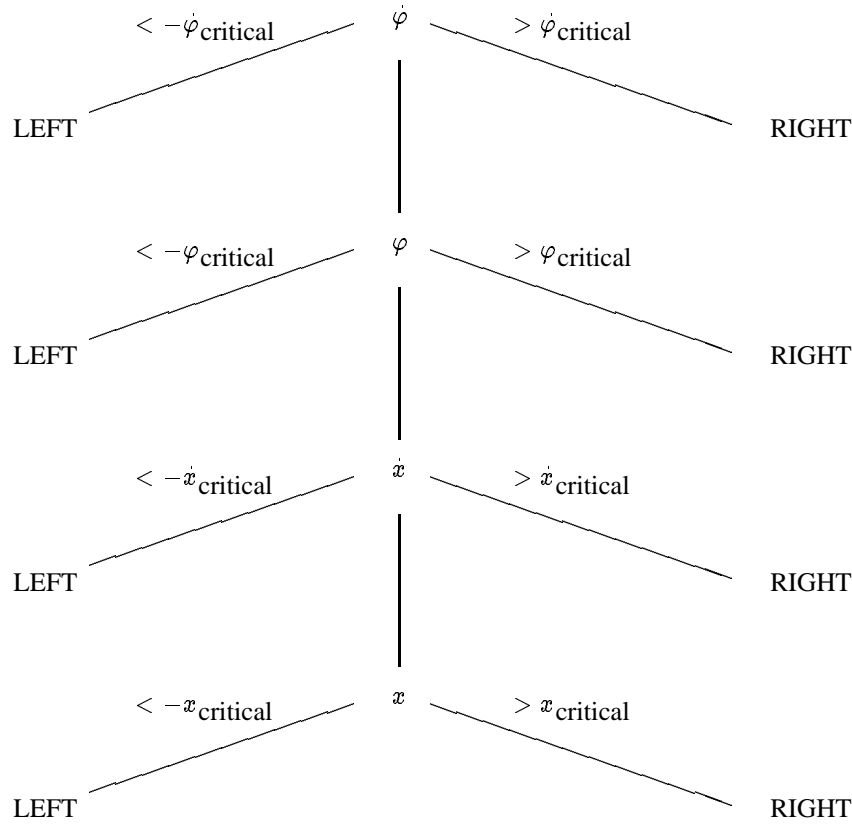 < −φ̇critical φ̇ > φ̇critical
LEFT RIGHT
< −φcritical φ > φcritical
LEFT RIGHT
< −ẋcritical ẋ > ẋcritical
LEFT RIGHT
< −xcritical x > xcritical
LEFT RIGHT